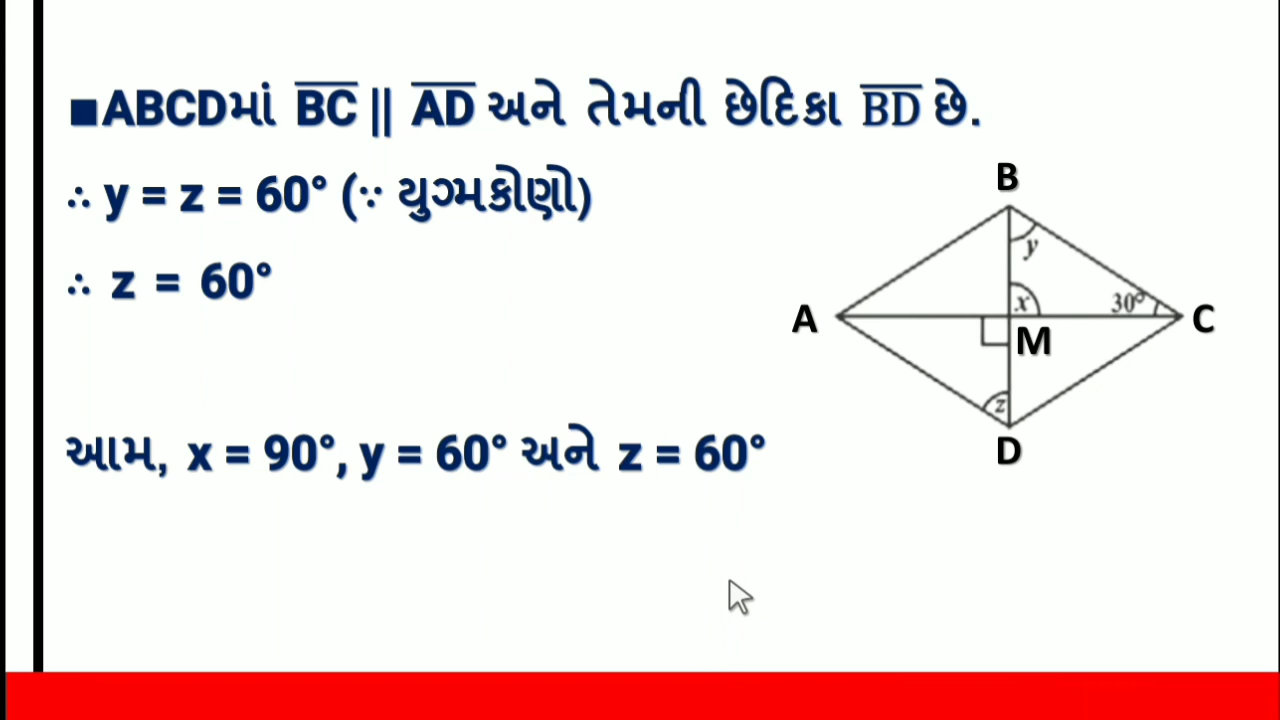 ■ABCDમાં BC || AD અને તેમની છેદિકા BD છે.
∴ y = z = 60° (∵ યુગ્મકોણો)
∴ z = 60°
આમ, x = 90°, y = 60° અને z = 60°
B
y
A
x
30°
C
M
z
D